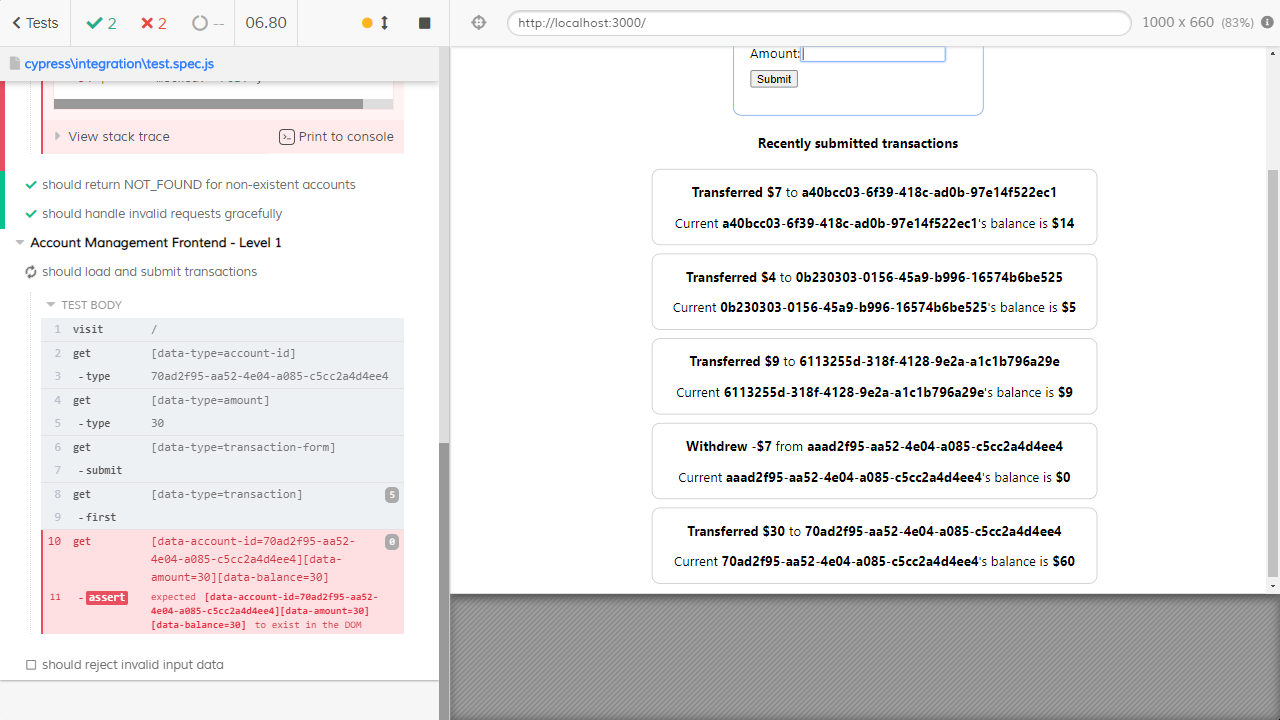 Tests
2
2
--
06.80
http://localhost:3000/
1000 x 660 (83%)
cypress\integration\test.spec.js
View stack trace
Print to console
should return NOT_FOUND for non-existent accounts
should handle invalid requests gracefully
Account Management Frontend - Level 1
should load and submit transactions
TEST BODY
1 visit /
2 get [data-type=account-id]
3 -type 70ad2f95-aa52-4e04-a085-c5cc2a4d4ee4
4 get [data-type=amount]
5 -type 30
6 get [data-type=transaction-form]
7 -submit
8 get [data-type=transaction] 5
9 -first
10 get [data-account-id=70ad2f95-aa52- 0
4e04-a085-c5cc2a4d4ee4][data-
amount=30][data-balance=30]
11 -assert expected [data-account-id=70ad2f95-aa52-
4e04-a085-c5cc2a4d4ee4][data-amount=30]
[data-balance=30] to exist in the DOM
should reject invalid input data
Amount:
Submit
Recently submitted transactions
Transferred $7 to a40bcc03-6f39-418c-ad0b-97e14f522ec1
Current a40bcc03-6f39-418c-ad0b-97e14f522ec1's balance is $14
Transferred $4 to 0b230303-0156-45a9-b996-16574b6be525
Current 0b230303-0156-45a9-b996-16574b6be525's balance is $5
Transferred $9 to 6113255d-318f-4128-9e2a-a1c1b796a29e
Current 6113255d-318f-4128-9e2a-a1c1b796a29e's balance is $9
Withdrew -$7 from aaad2f95-aa52-4e04-a085-c5cc2a4d4ee4
Current aaad2f95-aa52-4e04-a085-c5cc2a4d4ee4's balance is $0
Transferred $30 to 70ad2f95-aa52-4e04-a085-c5cc2a4d4ee4
Current 70ad2f95-aa52-4e04-a085-c5cc2a4d4ee4's balance is $60